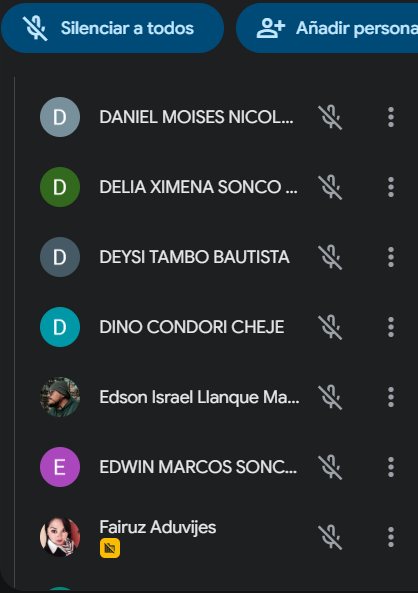 Silenciar a todos
Añadir persona
D
DANIEL MOISES NICOL...
D
DELIA XIMENA SONCO ...
D
DEYSI TAMBO BAUTISTA
D
DINO CONDORI CHEJE
Edson Israel Llanque Ma...
E
EDWIN MARCOS SONC...
Fairuz Aduvijes